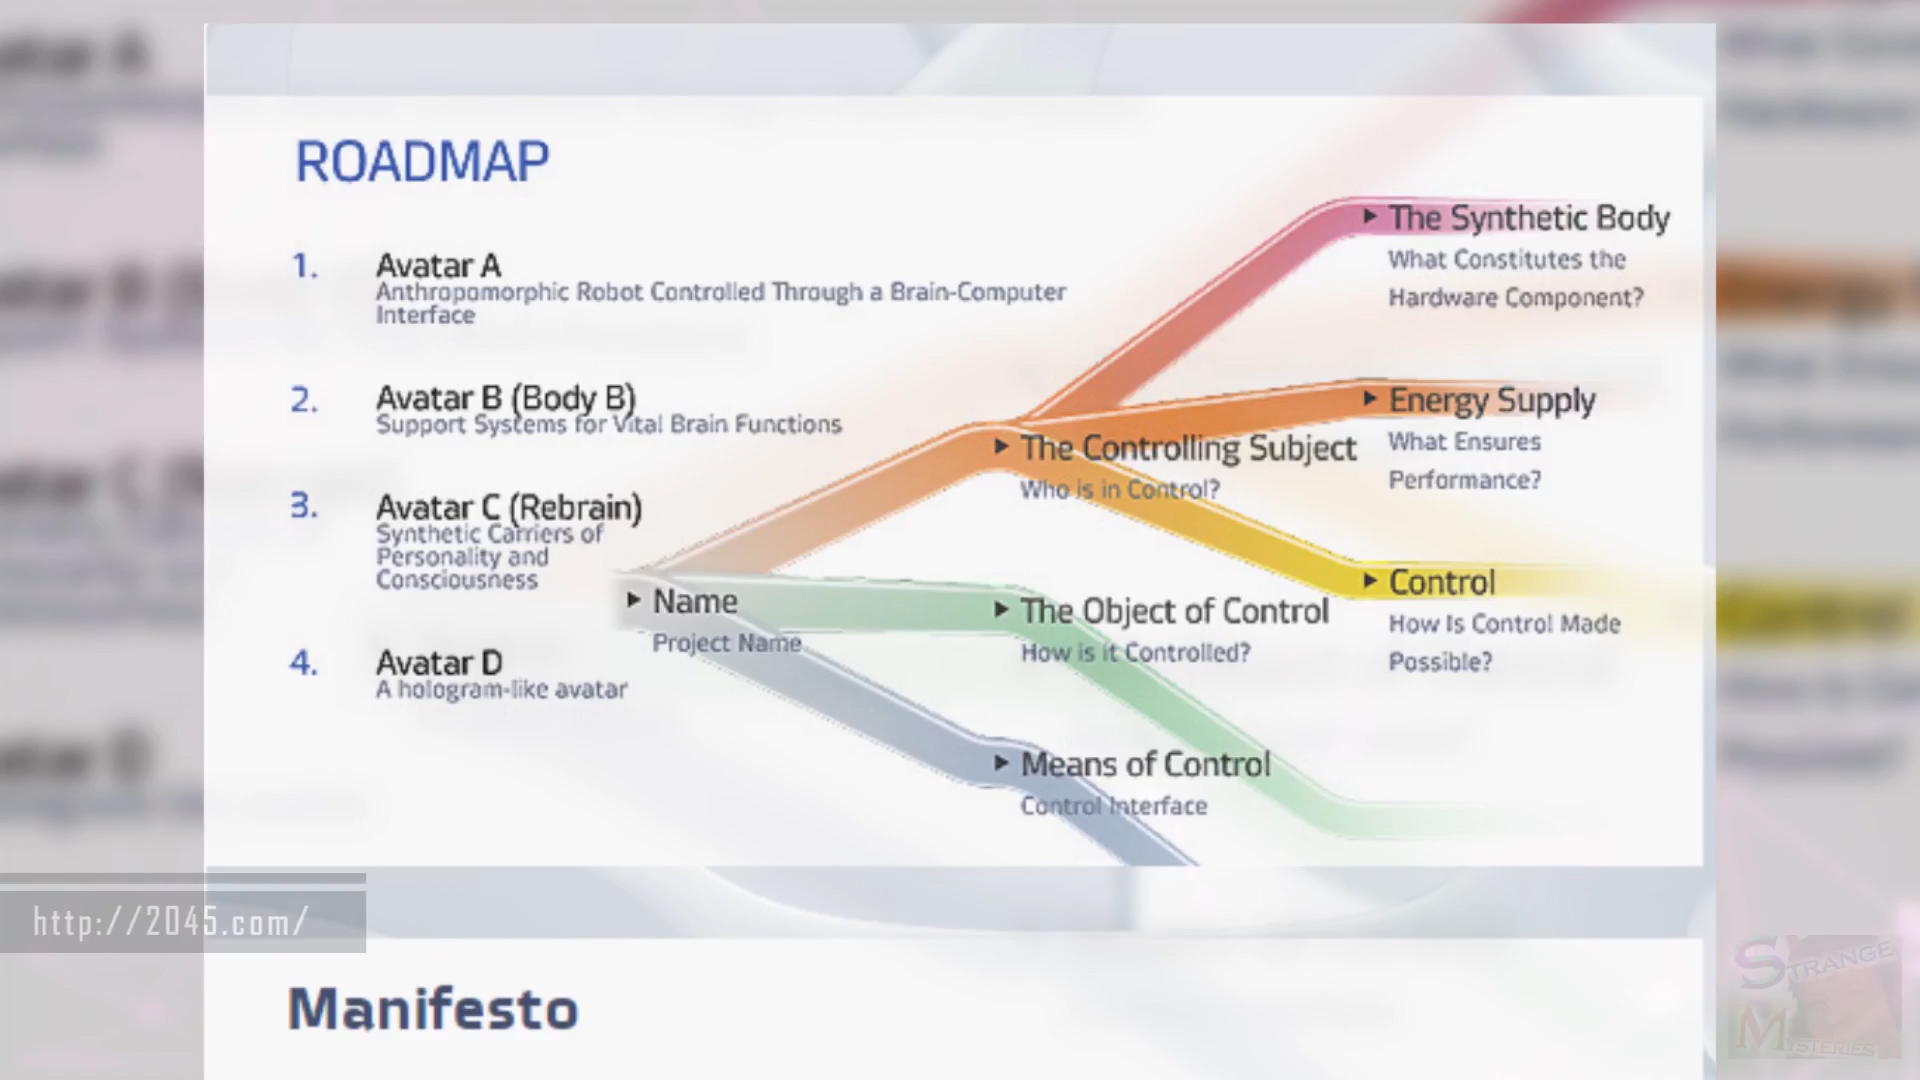 ROADMAP
1. Avatar A
Anthropomorphic Robot Controlled Through a Brain-Computer
Interface
2. Avatar B (Body B)
Support Systems for Vital Brain Functions
3. Avatar C (Rebrain)
Synthetic Carriers of
Personality and
Consciousness
4. Avatar D
A hologram-like avatar
Name
Project Name
The Controlling Subject
Who is in Control?
The Object of Control
How is it Controlled?
Means of Control
Control Interface
The Synthetic Body
What Constitutes the
Hardware Component?
Energy Supply
What Ensures
Performance?
Control
How Is Control Made
Possible?
http://2045.com/
Manifesto
STRANGE
MYSTERIES